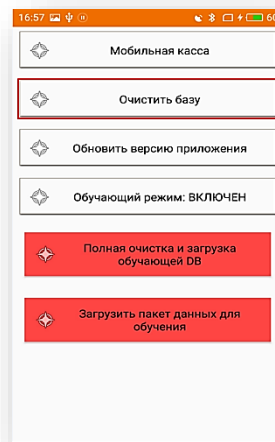 16:57
Мобильная касса
Очистить базу
Обновить версию приложения
Обучающий режим: ВКЛЮЧЕН
Полная очистка и загрузка
обучающей DB
Загрузить пакет данных для
обучения